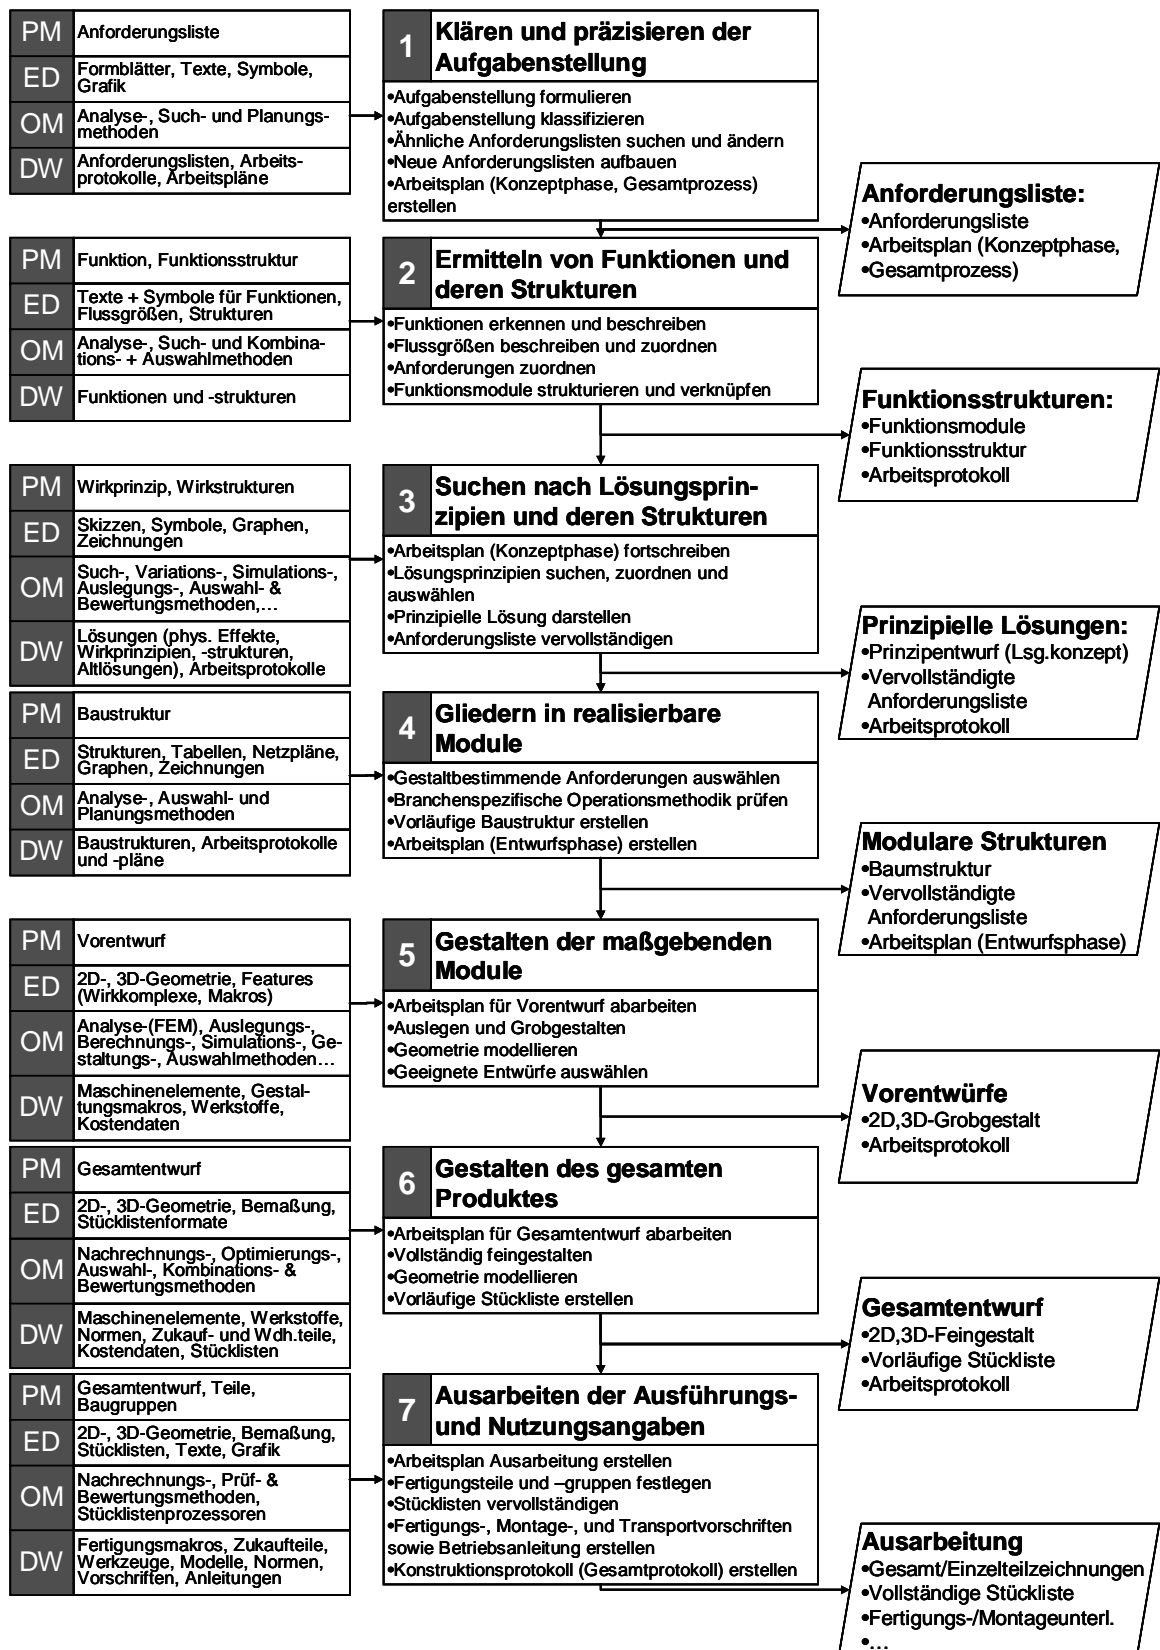 PM Anforderungsliste
ED Formblätter, Texte, Symbole,
Grafik
OM Analyse-, Such- und Planungs-
methoden
DW Anforderungslisten, Arbeits-
protokolle, Arbeitspläne
1 Klären und präzisieren der
Aufgabenstellung
•Aufgabenstellung formulieren
•Aufgabenstellung klassifizieren
•Ähnliche Anforderungslisten suchen und ändern
•Neue Anforderungslisten aufbauen
•Arbeitsplan (Konzeptphase, Gesamtprozess)
erstellen
Anforderungsliste:
•Anforderungsliste
•Arbeitsplan (Konzeptphase,
•Gesamtprozess)
PM Funktion, Funktionsstruktur
ED Texte + Symbole für Funktionen,
Flussgrößen, Strukturen
OM Analyse-, Such- und Kombina-
tions- + Auswahlmethoden
DW Funktionen und -strukturen
2 Ermitteln von Funktionen und
deren Strukturen
•Funktionen erkennen und beschreiben
•Flussgrößen beschreiben und zuordnen
•Anforderungen zuordnen
•Funktionsmodule strukturieren und verknüpfen
Funktionsstrukturen:
•Funktionsmodule
•Funktionsstruktur
•Arbeitsprotokoll
PM Wirkprinzip, Wirkstrukturen
ED Skizzen, Symbole, Graphen,
Zeichnungen
OM Such-, Variations-, Simulations-,
Auslegungs-, Auswahl- &
Bewertungsmethoden,…
DW Lösungen (phys. Effekte,
Wirkprinzipien, -strukturen,
Altlösungen), Arbeitsprotokolle
3 Suchen nach Lösungsprin-
zipien und deren Strukturen
•Arbeitsplan (Konzeptphase) fortschreiben
•Lösungsprinzipien suchen, zuordnen und
auswählen
•Prinzipielle Lösung darstellen
•Anforderungsliste vervollständigen
Prinzipielle Lösungen:
•Prinzipentwurf (Lsg.konzept)
•Vervollständigte
Anforderungsliste
•Arbeitsprotokoll
PM Baustruktur
ED Strukturen, Tabellen, Netzpläne,
Graphen, Zeichnungen
OM Analyse-, Auswahl- und
Planungsmethoden
DW Baustrukturen, Arbeitsprotokolle
und -pläne
4 Gliedern in realisierbare
Module
•Gestaltbestimmende Anforderungen auswählen
•Branchenspezifische Operationsmethodik prüfen
•Vorläufige Baustruktur erstellen
•Arbeitsplan (Entwurfsphase) erstellen
Modulare Strukturen
•Baumstruktur
•Vervollständigte
Anforderungsliste
•Arbeitsplan (Entwurfsphase)
PM Vorentwurf
ED 2D-, 3D-Geometrie, Features
(Wirkkomplexe, Makros)
OM Analyse-(FEM), Auslegungs-,
Berechnungs-, Simulations-, Ge-
staltungs-, Auswahlmethoden…
DW Maschinenelemente, Gestal-
tungsmakros, Werkstoffe,
Kostendaten
5 Gestalten der maßgebenden
Module
•Arbeitsplan für Vorentwurf abarbeiten
•Auslegen und Grobgestalten
•Geometrie modellieren
•Geeignete Entwürfe auswählen
Vorentwürfe
•2D,3D-Grobgestalt
•Arbeitsprotokoll
PM Gesamtentwurf
ED 2D-, 3D-Geometrie, Bemaßung,
Stücklistenformate
OM Nachrechnungs-, Optimierungs-,
Auswahl-, Kombinations- &
Bewertungsmethoden
DW Maschinenelemente, Werkstoffe,
Normen, Zukauf- und Wdh.teile,
Kostendaten, Stücklisten
6 Gestalten des gesamten
Produktes
•Arbeitsplan für Gesamtentwurf abarbeiten
•Vollständig feingestalten
•Geometrie modellieren
•Vorläufige Stückliste erstellen
Gesamtentwurf
•2D,3D-Feingestalt
•Vorläufige Stückliste
•Arbeitsprotokoll
PM Gesamtentwurf, Teile,
Baugruppen
ED 2D-, 3D-Geometrie, Bemaßung,
Stücklisten, Texte, Grafik
OM Nachrechnungs-, Prüf- &
Bewertungsmethoden,
Stücklistenprozessoren
DW Fertigungsmakros, Zukaufteile,
Werkzeuge, Modelle, Normen,
Vorschriften, Anleitungen
7 Ausarbeiten der Ausführungs-
und Nutzungsangaben
•Arbeitsplan Ausarbeitung erstellen
•Fertigungsteile und –gruppen festlegen
•Stücklisten vervollständigen
•Fertigungs-, Montage-, und Transportvorschriften
sowie Betriebsanleitung erstellen
•Konstruktionsprotokoll (Gesamtprotokoll) erstellen
Ausarbeitung
•Gesamt/Einzelteilzeichnungen
•Vollständige Stückliste
•Fertigungs-/Montageunterl.
•…